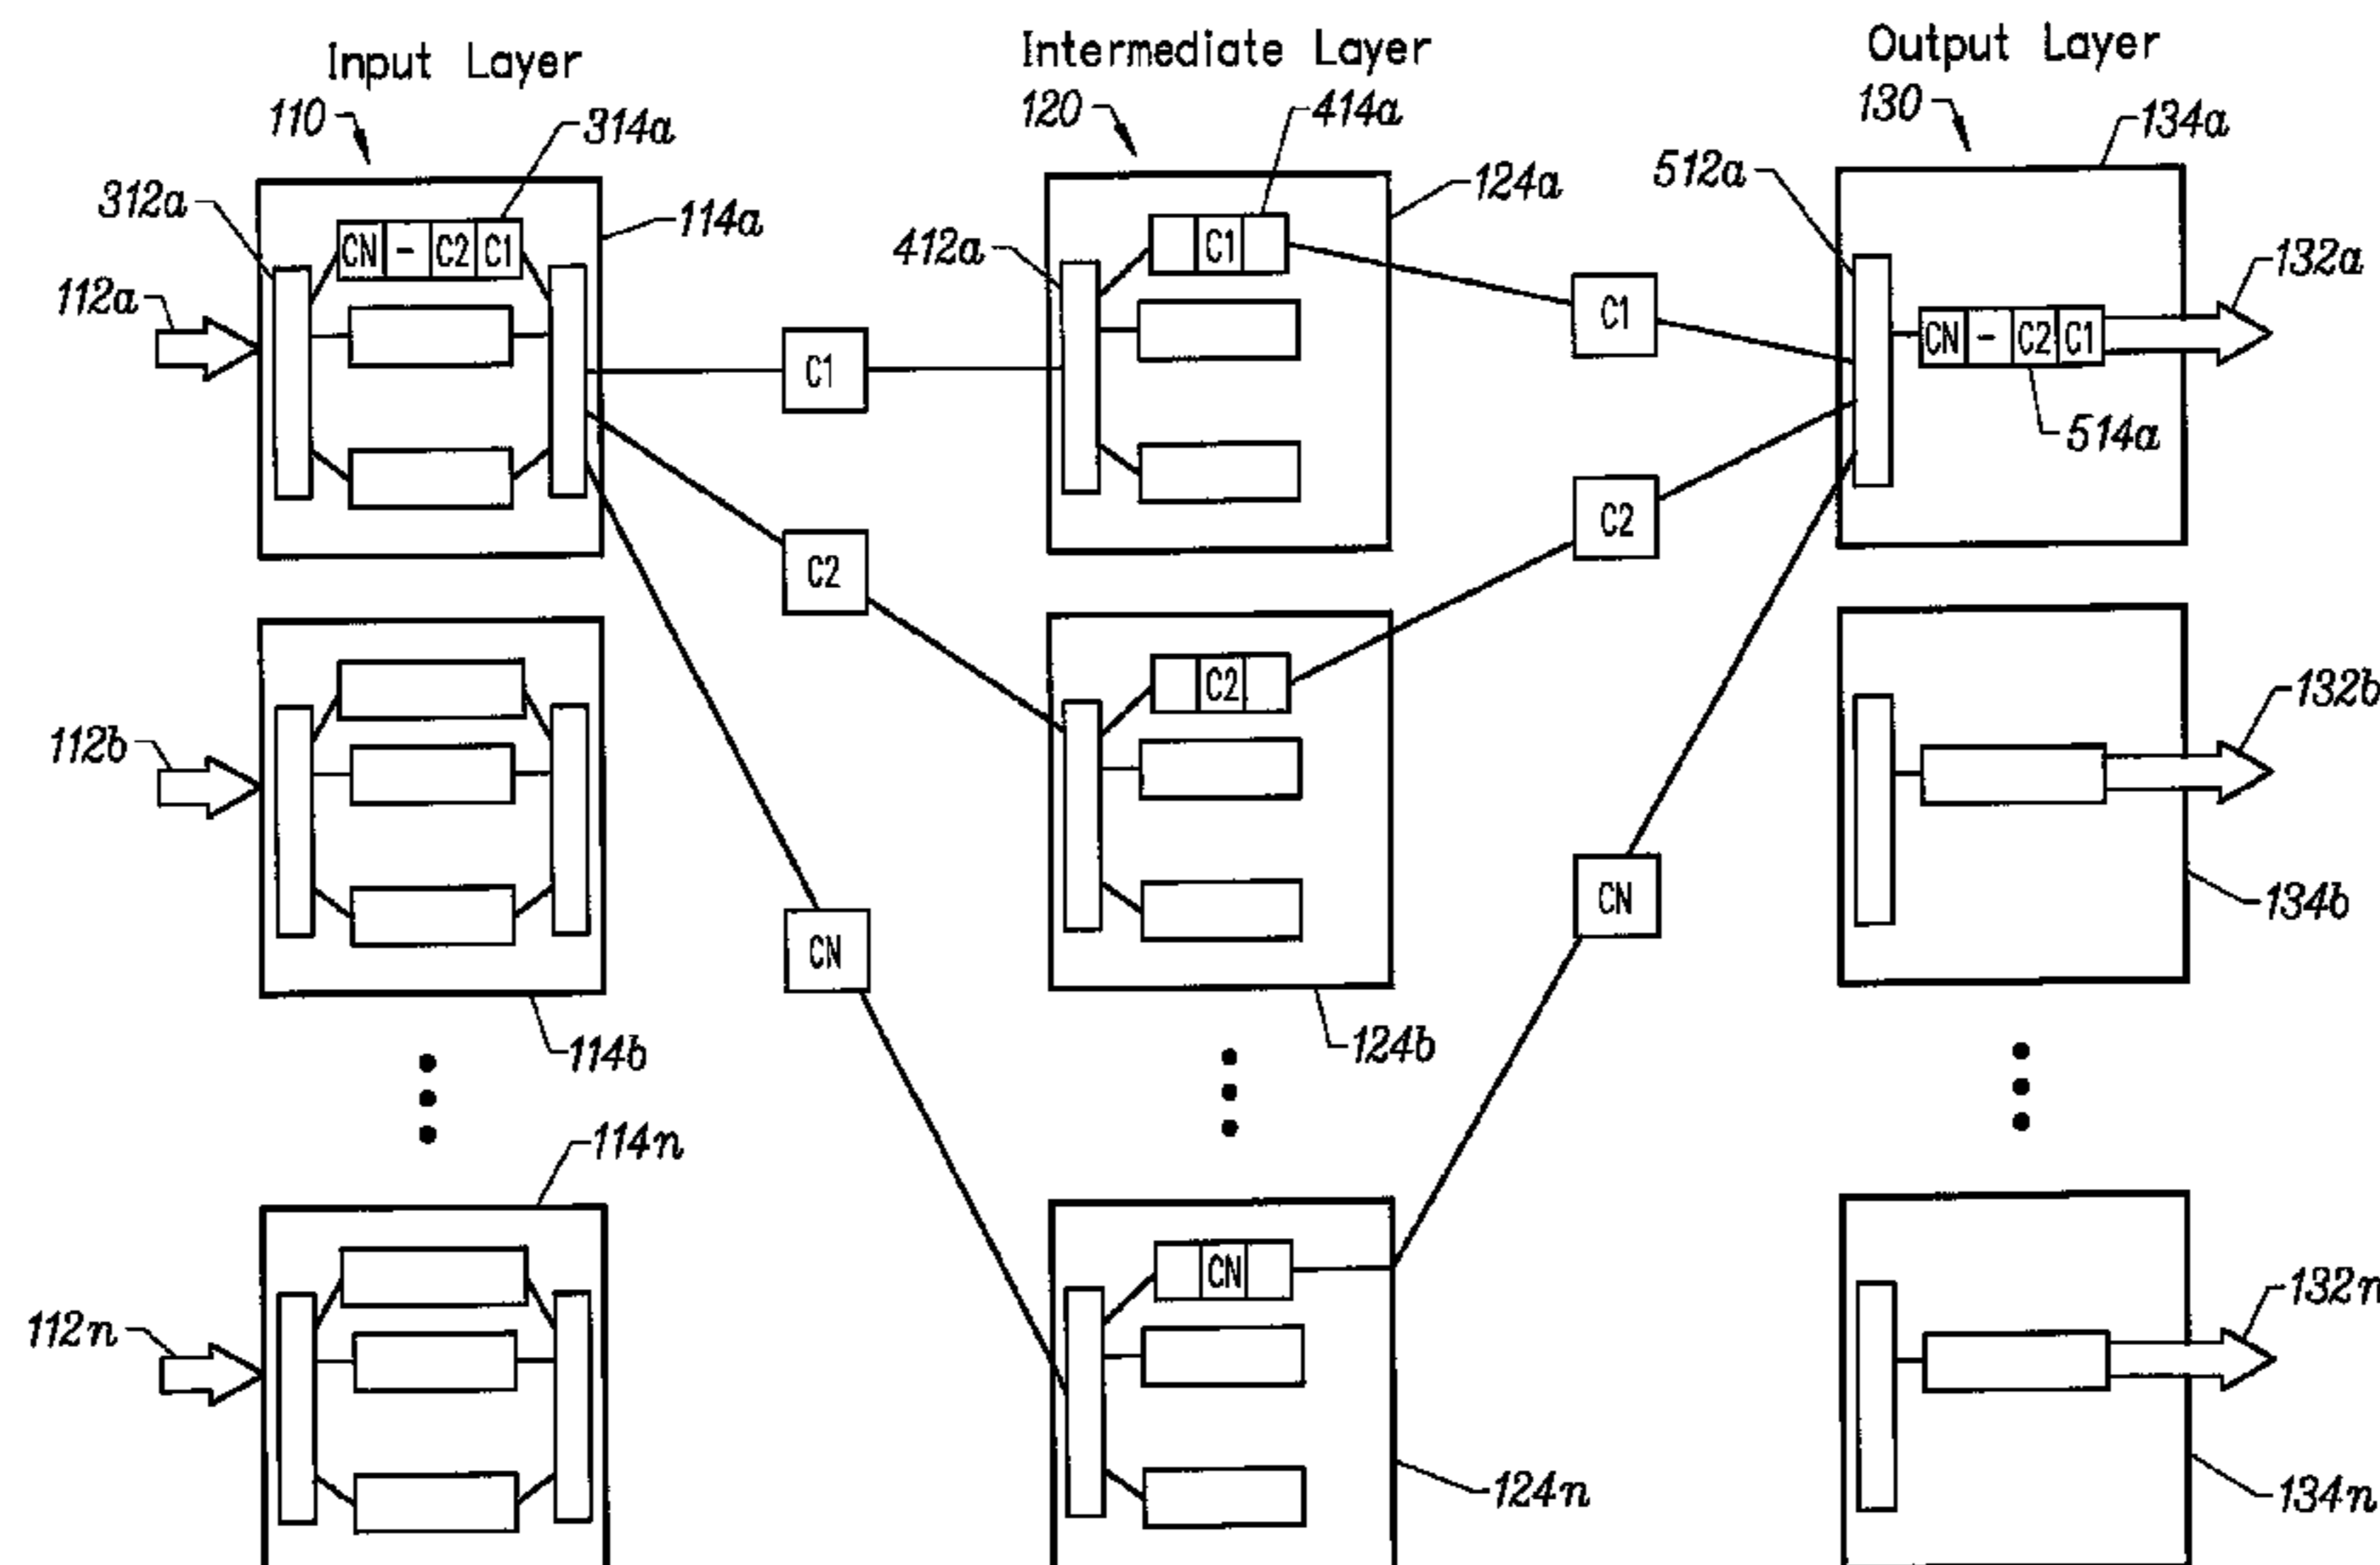 Input Layer
Intermediate Layer
Output Layer
110
314a
120
414a
130
134a
312a
114a
412a
124a
512a
132a
112a
CN - C2 C1
C1
C1
C1
CN - C2 C1
514a
C2
C2
C2
112b
132b
114b
124b
134b
CN
CN
CN
114n
112n
124n
132n
134n